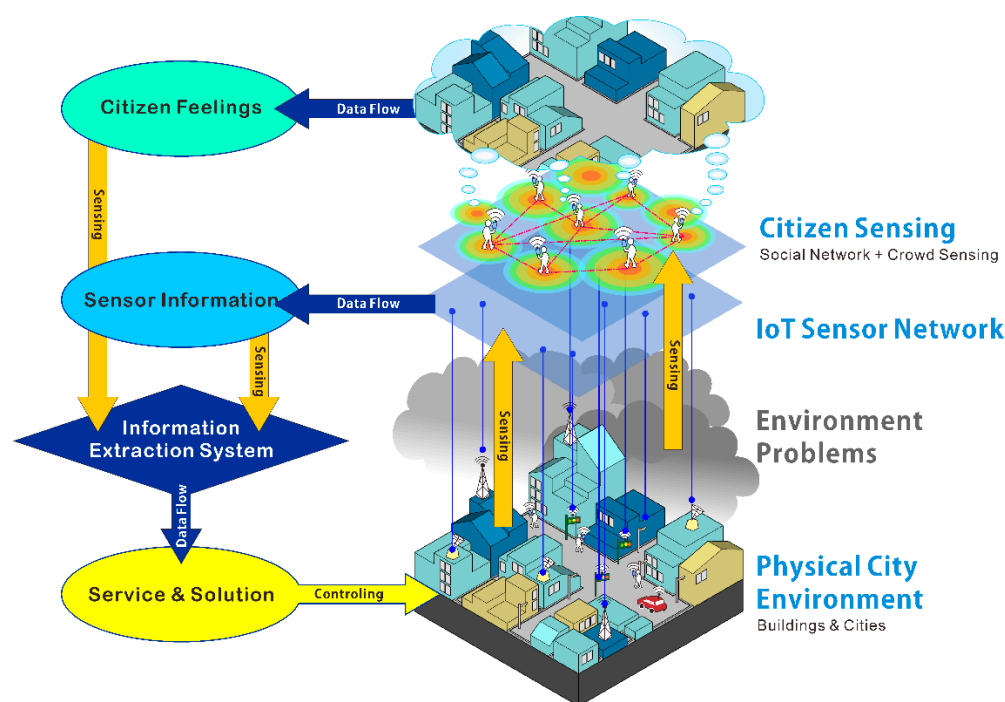 Citizen Feelings
Data Flow
Sensing
Citizen Sensing
Social Network + Crowd Sensing
Sensor Information
Data Flow
IoT Sensor Network
Sensing
Sensing
Sensing
Information
Extraction System
Environment
Problems
Data Flow
Service & Solution
Controling
Physical City
Environment
Buildings & Cities